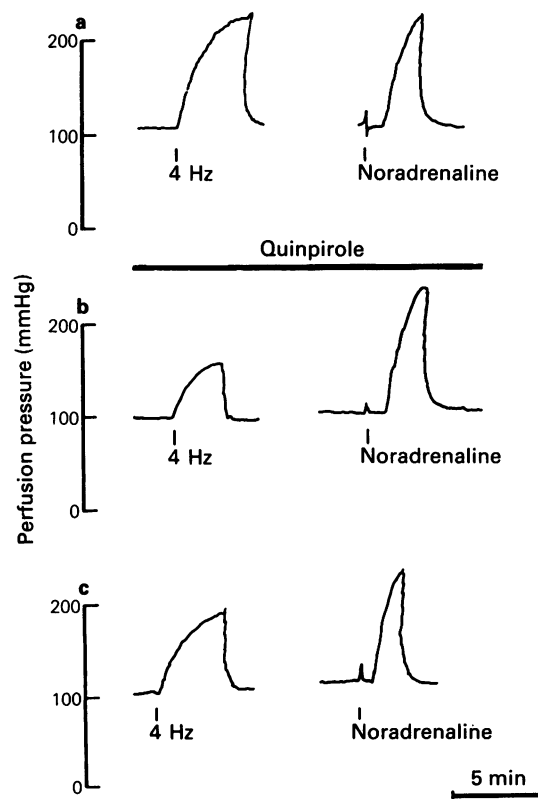 a
200
100
0
4 Hz
Noradrenaline
Quinpirole
Perfusion pressure (mmHg)
b
200
100
0
4 Hz
Noradrenaline
c
200
100
0
4 Hz
Noradrenaline
5 min